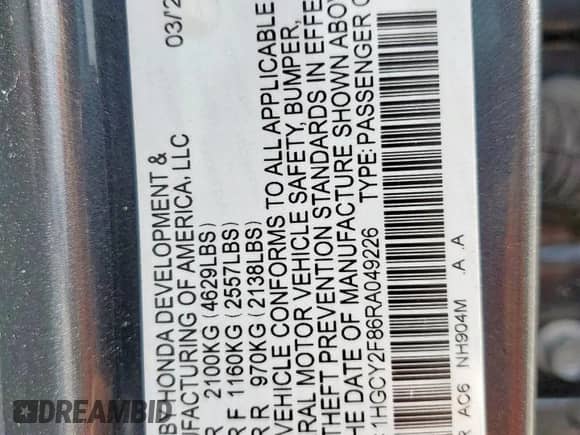 BY HONDA DEVELOPMENT &
UFACTURING OF AMERICA, LLC
03/2
R 2100KG (4629LBS)
R F 1160KG (2557LBS)
R R 970KG (2138LBS)
VEHICLE CONFORMS TO ALL APPLICABLE
RAL MOTOR VEHICLE SAFETY, BUMPER,
THEFT PREVENTION STANDARDS IN EFFE
THE DATE OF MANUFACTURE SHOWN ABOV
1HGCY2F86RA049226 TYPE:PASSENGER C
R AC6 NH904M .A .A
DREAMBID